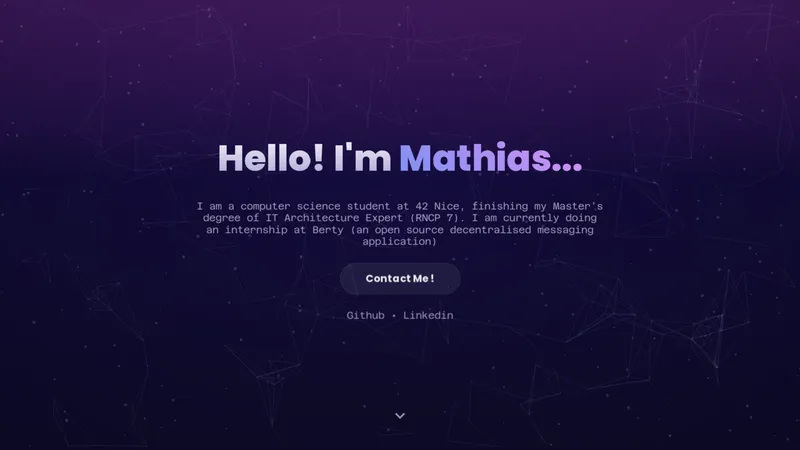 Hello! I'm Mathias...
I am a computer science student at 42 Nice, finishing my Master's
degree of IT Architecture Expert (RNCP 7). I am currently doing
an internship at Berty (an open source decentralised messaging
application)
Contact Me !
Github • Linkedin